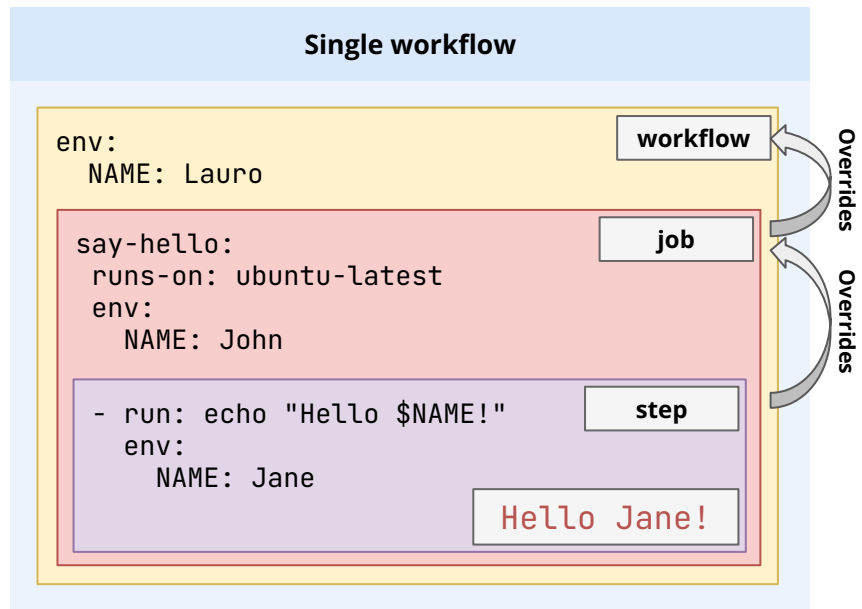 Single workflow
env:
  NAME: Lauro
workflow
Overrides
say-hello:
 runs-on: ubuntu-latest
 env:
   NAME: John
job
Overrides
- run: echo "Hello $NAME!"
  env:
    NAME: Jane
step
Hello Jane!